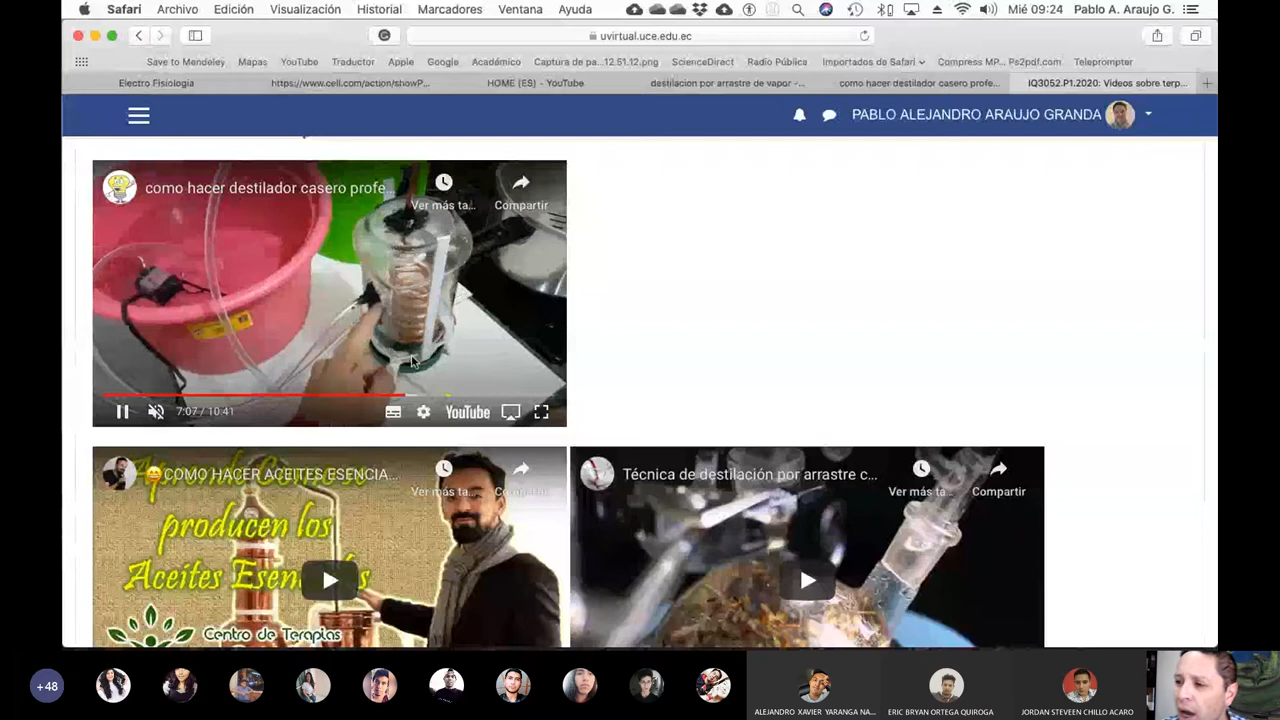 Safari Archivo Edición Visualización Historial Marcadores Ventana Ayuda Mié 09:24 Pablo A. Araujo G.
uvirtual.uce.edu.ec
Save to Mendeley Mapas YouTube Traductor Apple Google Académico Captura de pa...12.51.12.png ScienceDirect Radio Pública Importados de Safari Compress MP... Ps2pdf.com Teleprompter
Electro Fisiologia https://www.cell.com/action/showP... HOME (ES) - YouTube destilacion por arrastre de vapor -... como hacer destilador casero profe... IQ3052.P1.2020: Videos sobre terp...
PABLO ALEJANDRO ARAUJO GRANDA
como hacer destilador casero profe...
Ver más ta... Compartir
7:07 / 10:41 YouTube
COMO HACER ACEITES ESENCIA...
Ver más ta... Compartir
producen los
Centro de Terapias
Técnica de destilación por arrastre c...
Ver más ta... Compartir
+48
ALEJANDRO XAVIER YARANGA NA... ERIC BRYAN ORTEGA QUIROGA JORDAN STEVEEN CHILLO ACARO